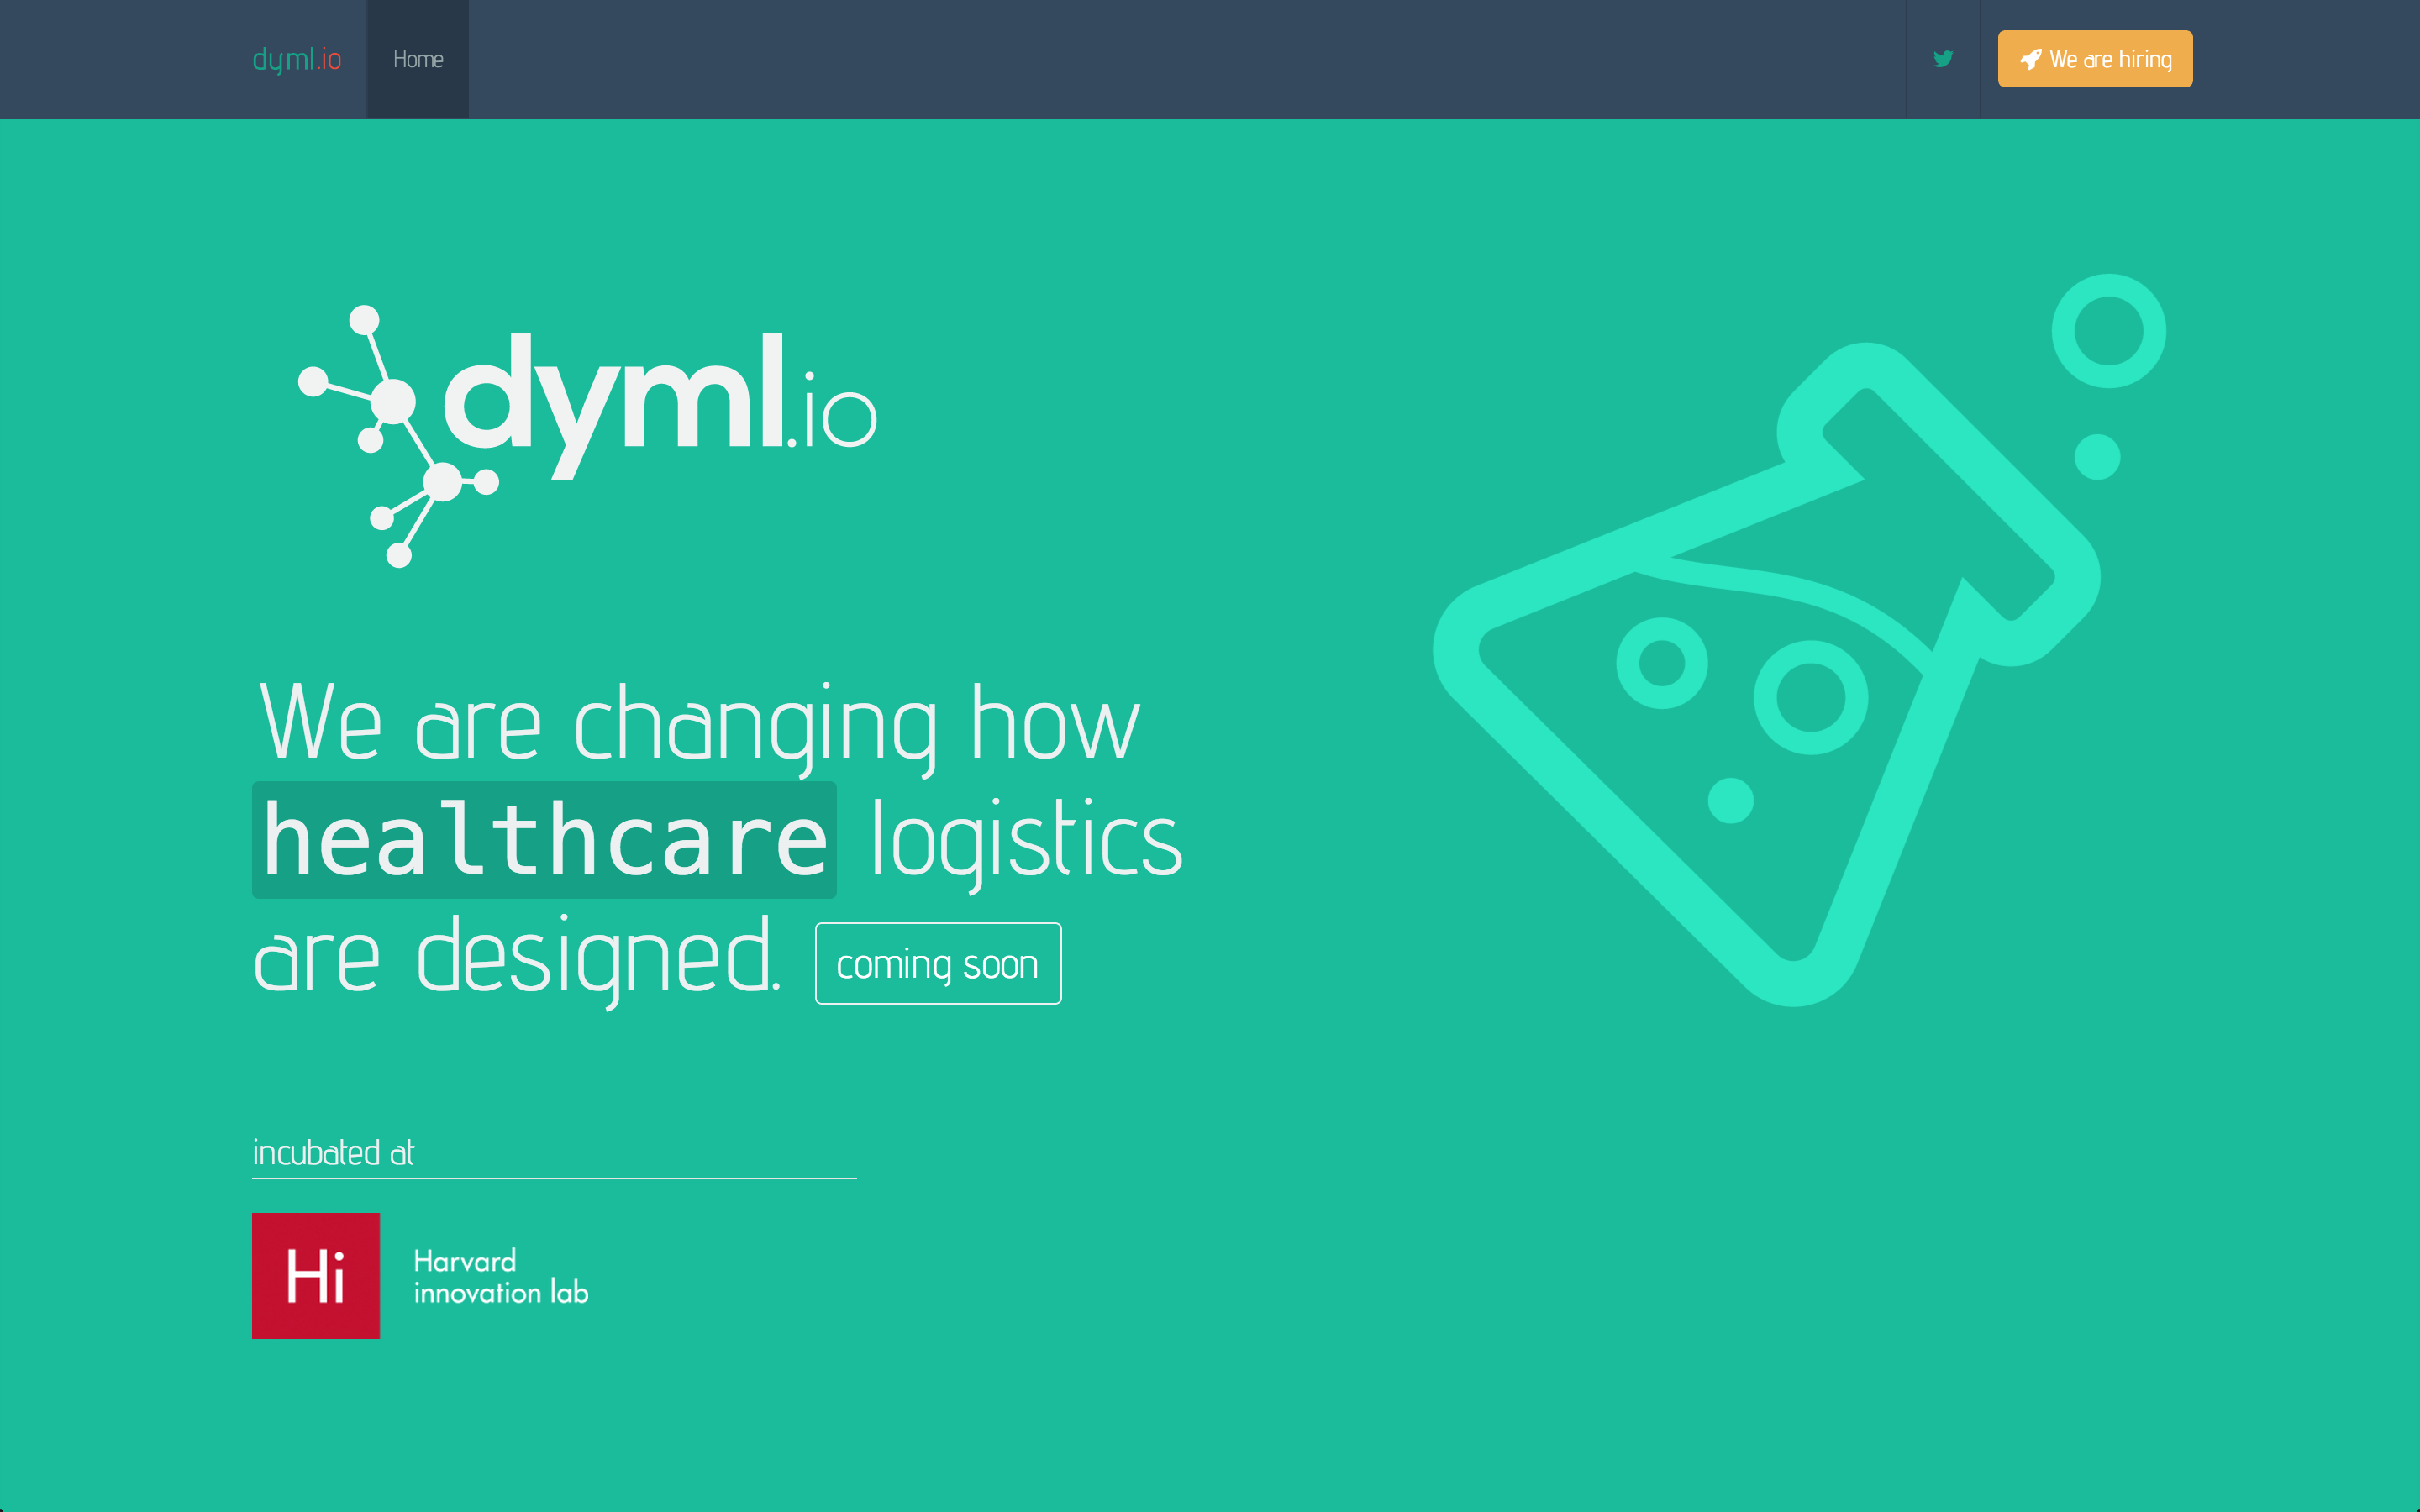 dyml.io
Home
We are hiring
dyml.io
We are changing how
healthcare logistics
are designed. coming soon
incubated at
Hi
Harvard
innovation lab